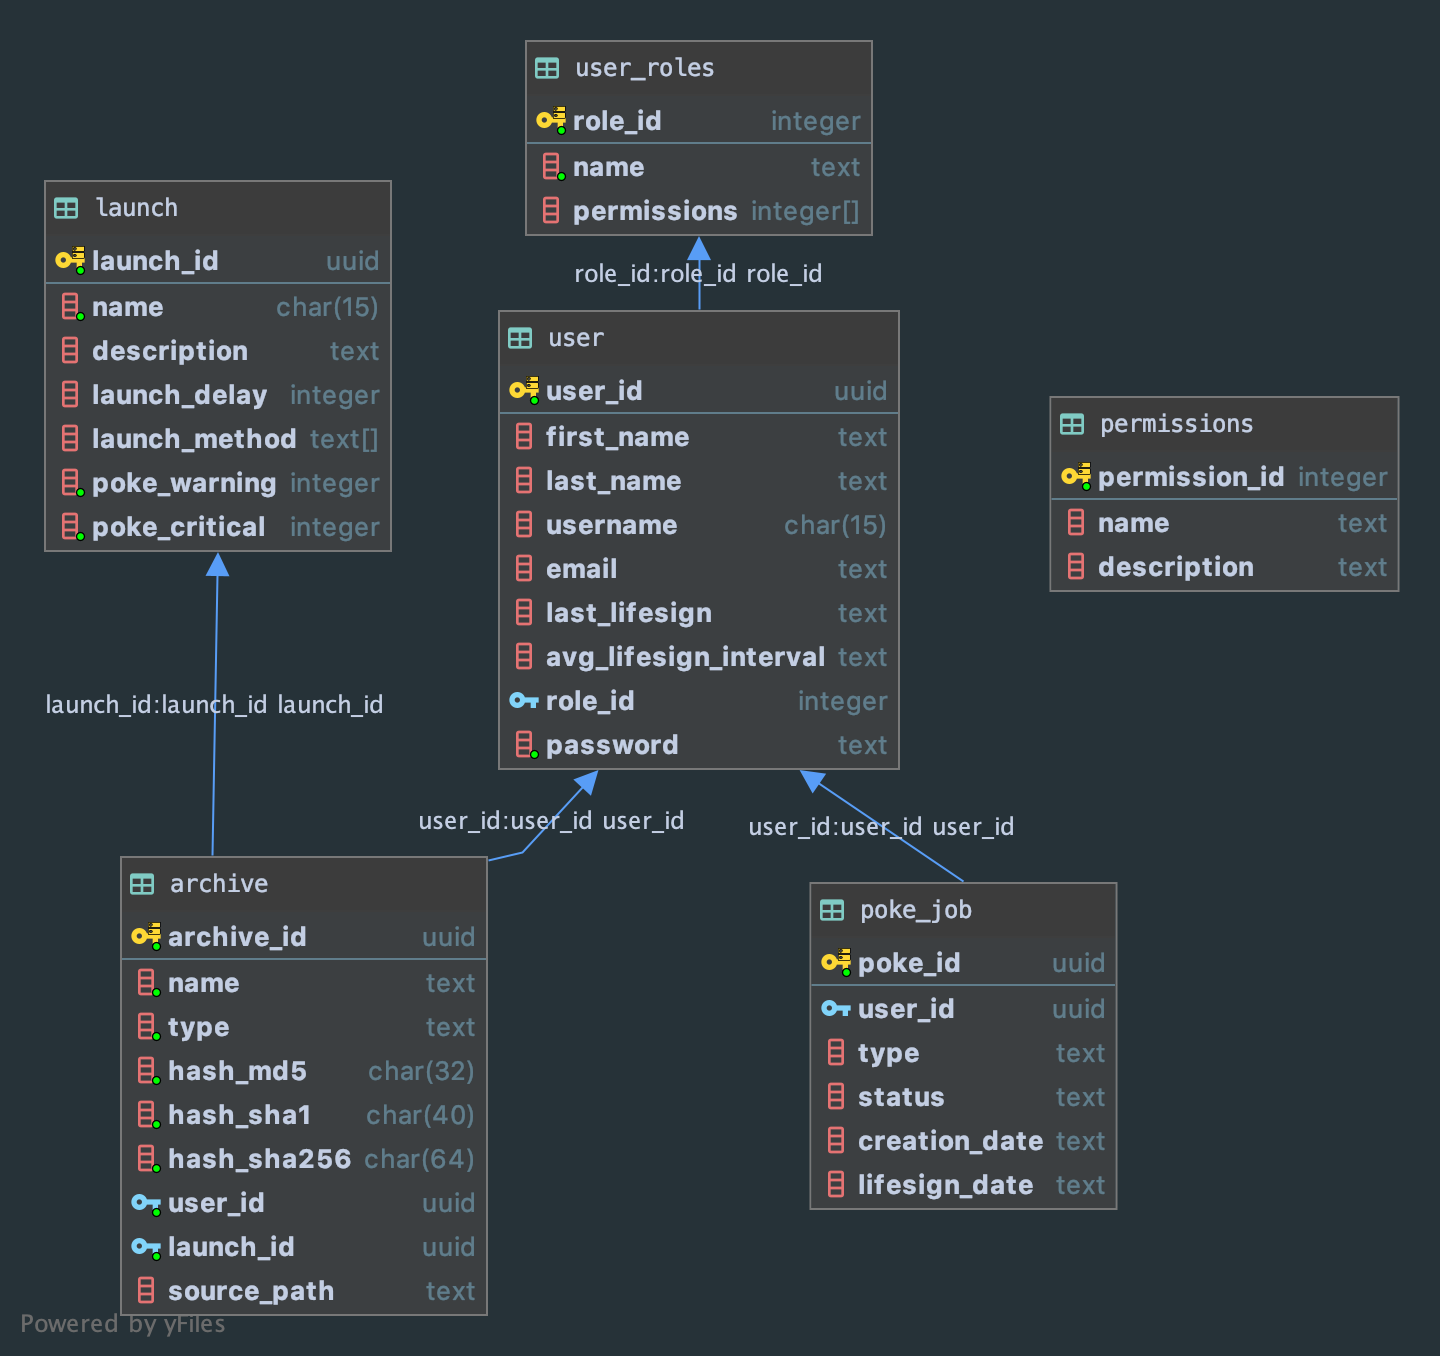 user_roles
role_id integer
name text
permissions integer[]
role_id:role_id role_id
launch
launch_id uuid
name char(15)
description text
launch_delay integer
launch_method text[]
poke_warning integer
poke_critical integer
user
user_id uuid
first_name text
last_name text
username char(15)
email text
last_lifesign text
avg_lifesign_interval text
role_id integer
password text
permissions
permission_id integer
name text
description text
launch_id:launch_id launch_id
user_id:user_id user_id
user_id:user_id user_id
archive
archive_id uuid
name text
type text
hash_md5 char(32)
hash_sha1 char(40)
hash_sha256 char(64)
user_id uuid
launch_id uuid
source_path text
poke_job
poke_id uuid
user_id uuid
type text
status text
creation_date text
lifesign_date text
Powered by yFiles